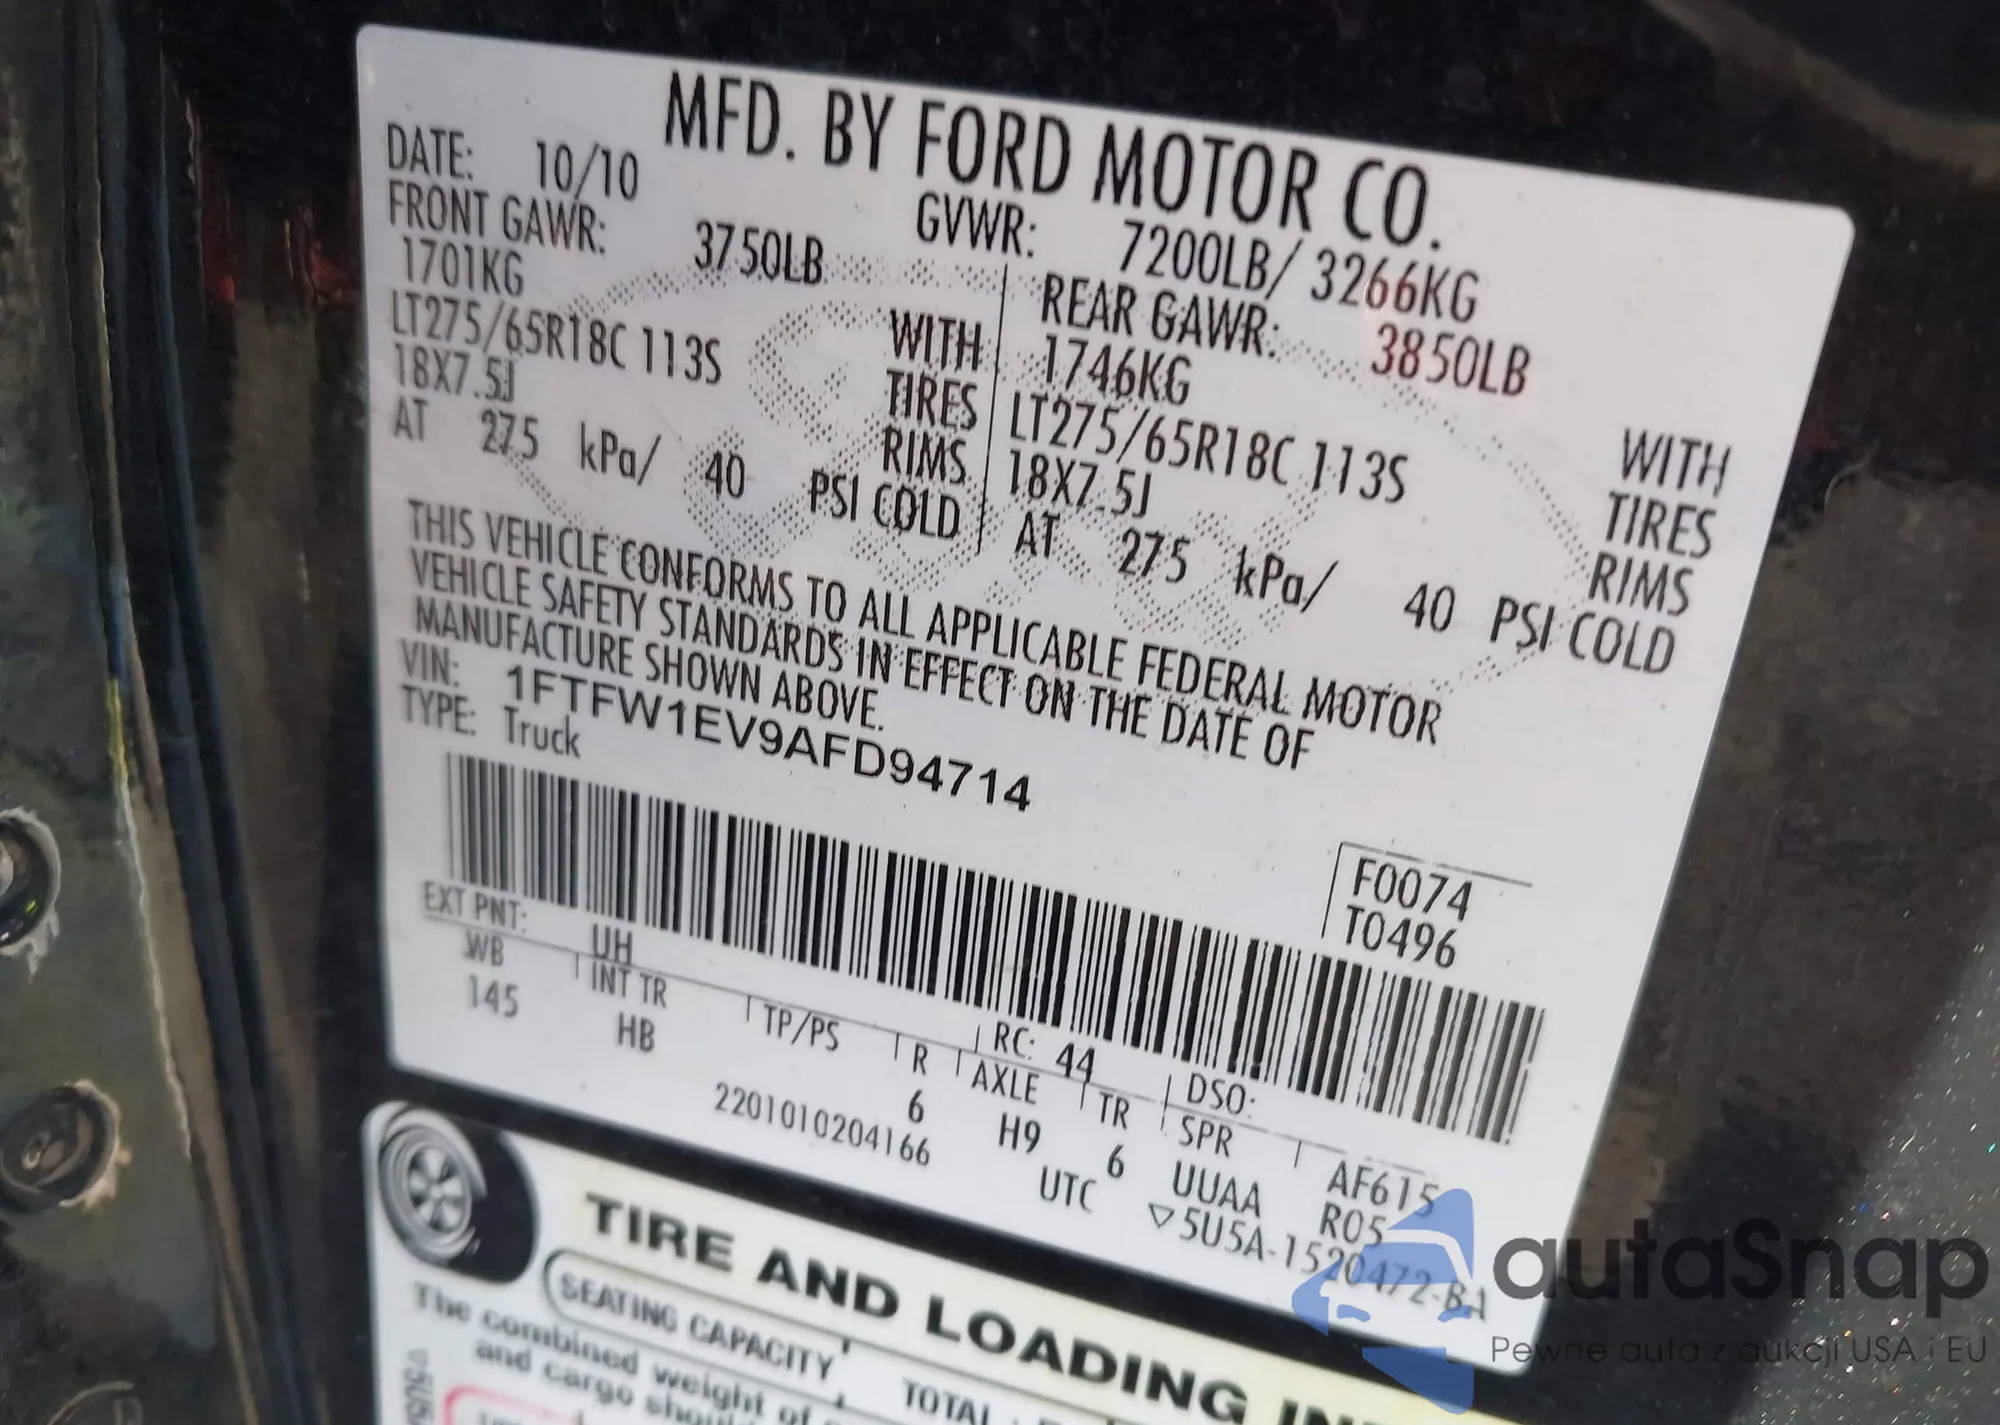 MFD. BY FORD MOTOR CO.
DATE: 10/10 GVWR: 7200LB/ 3266KG
FRONT GAWR: 3750LB REAR GAWR: 3850LB
1701KG WITH 1746KG WITH
LT275/65R18C 113S TIRES LT275/65R18C 113S TIRES
18X7.5J RIMS 18X7.5J RIMS
AT 275 kPa/ 40 PSI COLD AT 275 kPa/ 40 PSI COLD
THIS VEHICLE CONFORMS TO ALL APPLICABLE FEDERAL MOTOR
VEHICLE SAFETY STANDARDS IN EFFECT ON THE DATE OF
MANUFACTURE SHOWN ABOVE.
VIN: 1FTFW1EV9AFD94714
TYPE: Truck
F0074
T0496
EXT PNT: UH RC: 44 DSO:
WB INT TR TP/PS R AXLE TR SPR AF615
145 HB 6 H9 6 UUAA R05
2201010204166 UTC ▽5U5A-1520472-BA
TIRE AND LOADING
SEATING CAPACITY TOTAL
The combined weight of
and cargo
autaSnap
Pewne auta z aukcji USA i EU